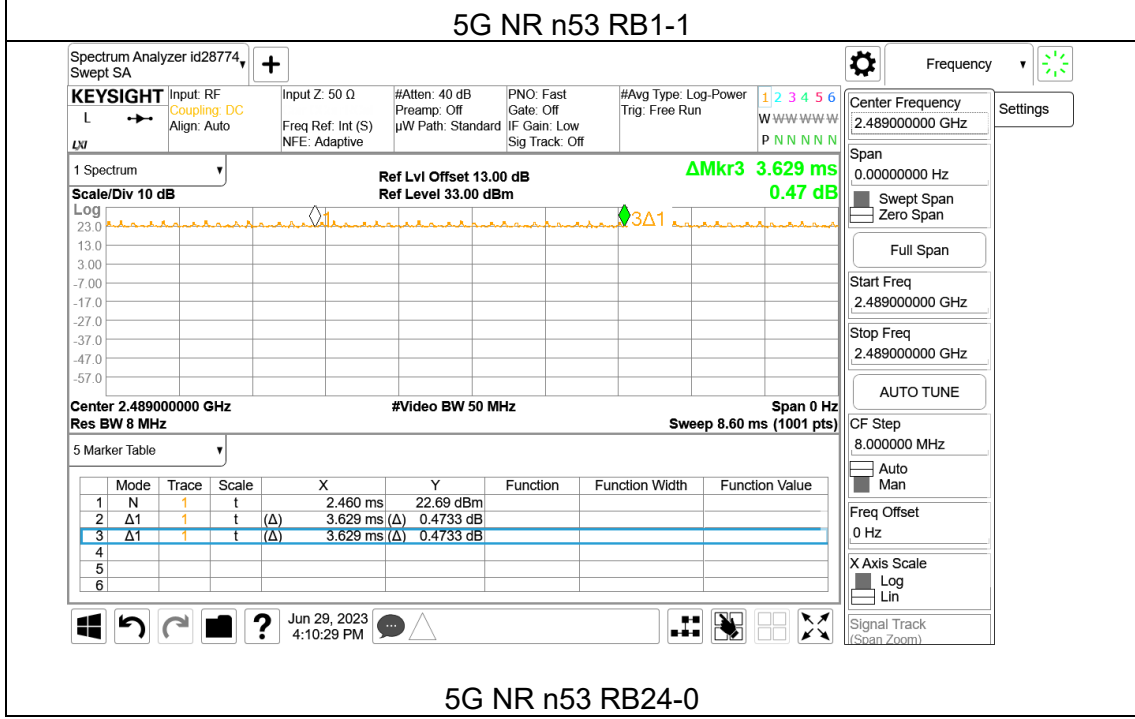 5G NR n53 RB1-1
Spectrum Analyzer id28774
Swept SA
Frequency
KEYSIGHT Input: RF Input Z: 50 Ω #Atten: 40 dB PNO: Fast #Avg Type: Log-Power 1 2 3 4 5 6
L Coupling: DC Preamp: Off Gate: Off Trig: Free Run W W W W W W
Align: Auto Freq Ref: Int (S) µW Path: Standard IF Gain: Low
LXI NFE: Adaptive Sig Track: Off P N N N N N
1 Spectrum
Ref Lvl Offset 13.00 dB
ΔMkr3 3.629 ms
Scale/Div 10 dB Ref Level 33.00 dBm 0.47 dB
Log
1 3Δ1
23.0
13.0
3.00
-7.00
-17.0
-27.0
-37.0
-47.0
-57.0
Center 2.489000000 GHz #Video BW 50 MHz Span 0 Hz
Res BW 8 MHz Sweep 8.60 ms (1001 pts)
5 Marker Table
Mode Trace Scale X Y Function Function Width Function Value
1 N 1 t 2.460 ms 22.69 dBm
2 Δ1 1 t (Δ) 3.629 ms (Δ) 0.4733 dB
3 Δ1 1 t (Δ) 3.629 ms (Δ) 0.4733 dB
4
5
6
? Jun 29, 2023
4:10:29 PM
Center Frequency
2.489000000 GHz
Settings
Span
0.00000000 Hz
Swept Span
Zero Span
Full Span
Start Freq
2.489000000 GHz
Stop Freq
2.489000000 GHz
AUTO TUNE
CF Step
8.000000 MHz
Auto
Man
Freq Offset
0 Hz
X Axis Scale
Log
Lin
Signal Track
(Span Zoom)
5G NR n53 RB24-0